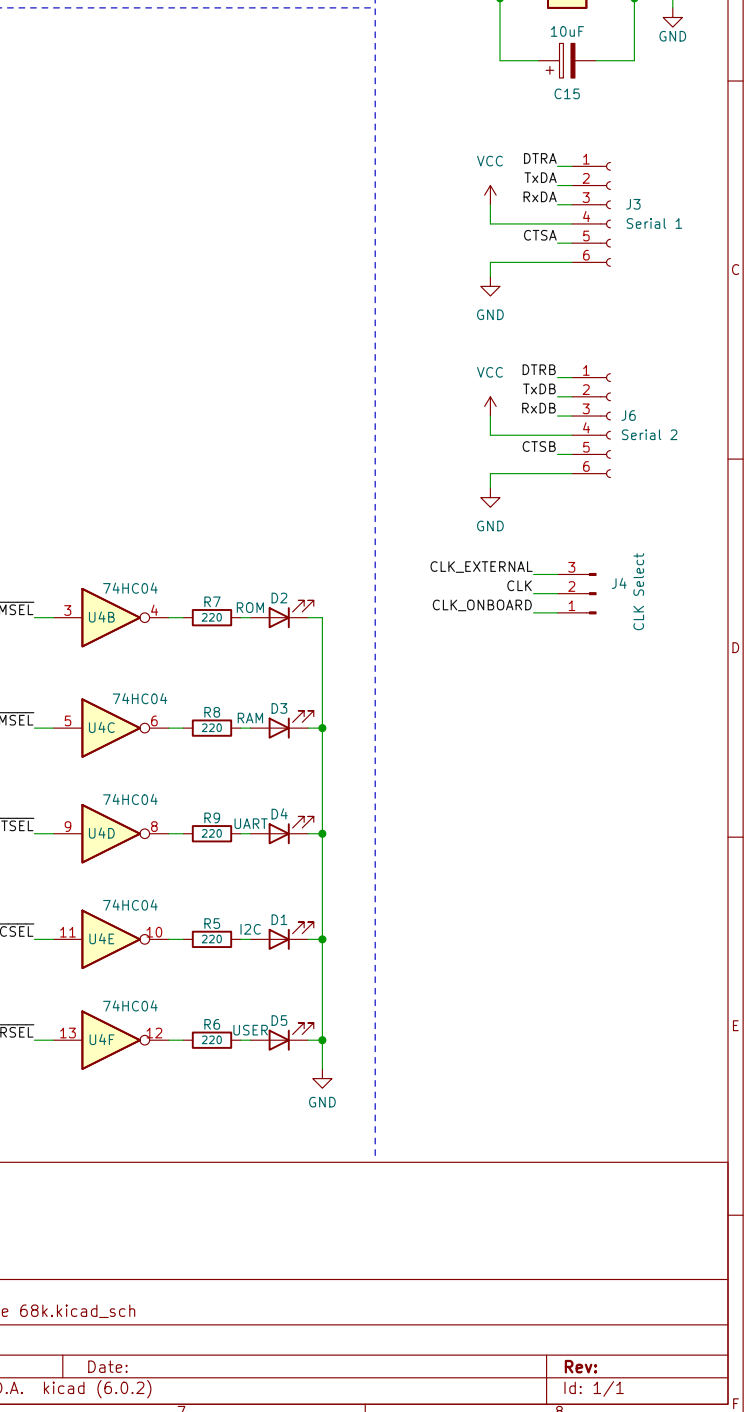 10uF
+
C15
GND
VCC
DTRA 1
TxDA 2
RxDA 3
4
CTSA 5
6
J3
Serial 1
GND
C
VCC
DTRB 1
TxDB 2
RxDB 3
4
CTSB 5
6
J6
Serial 2
GND
CLK_EXTERNAL 3
CLK 2
CLK_ONBOARD 1
J4
CLK Select
74HC04
MSEL 3 U4B 4 R7 220 ROM D2
D
74HC04
MSEL 5 U4C 6 R8 220 RAM D3
74HC04
TSEL 9 U4D 8 R9 220 UART D4
74HC04
CSEL 11 U4E 10 R5 220 I2C D1
74HC04
RSEL 13 U4F 12 R6 220 USER D5
E
GND
e 68k.kicad_sch
Date:
Rev:
.A. kicad (6.0.2)
Id: 1/1
7
8
F